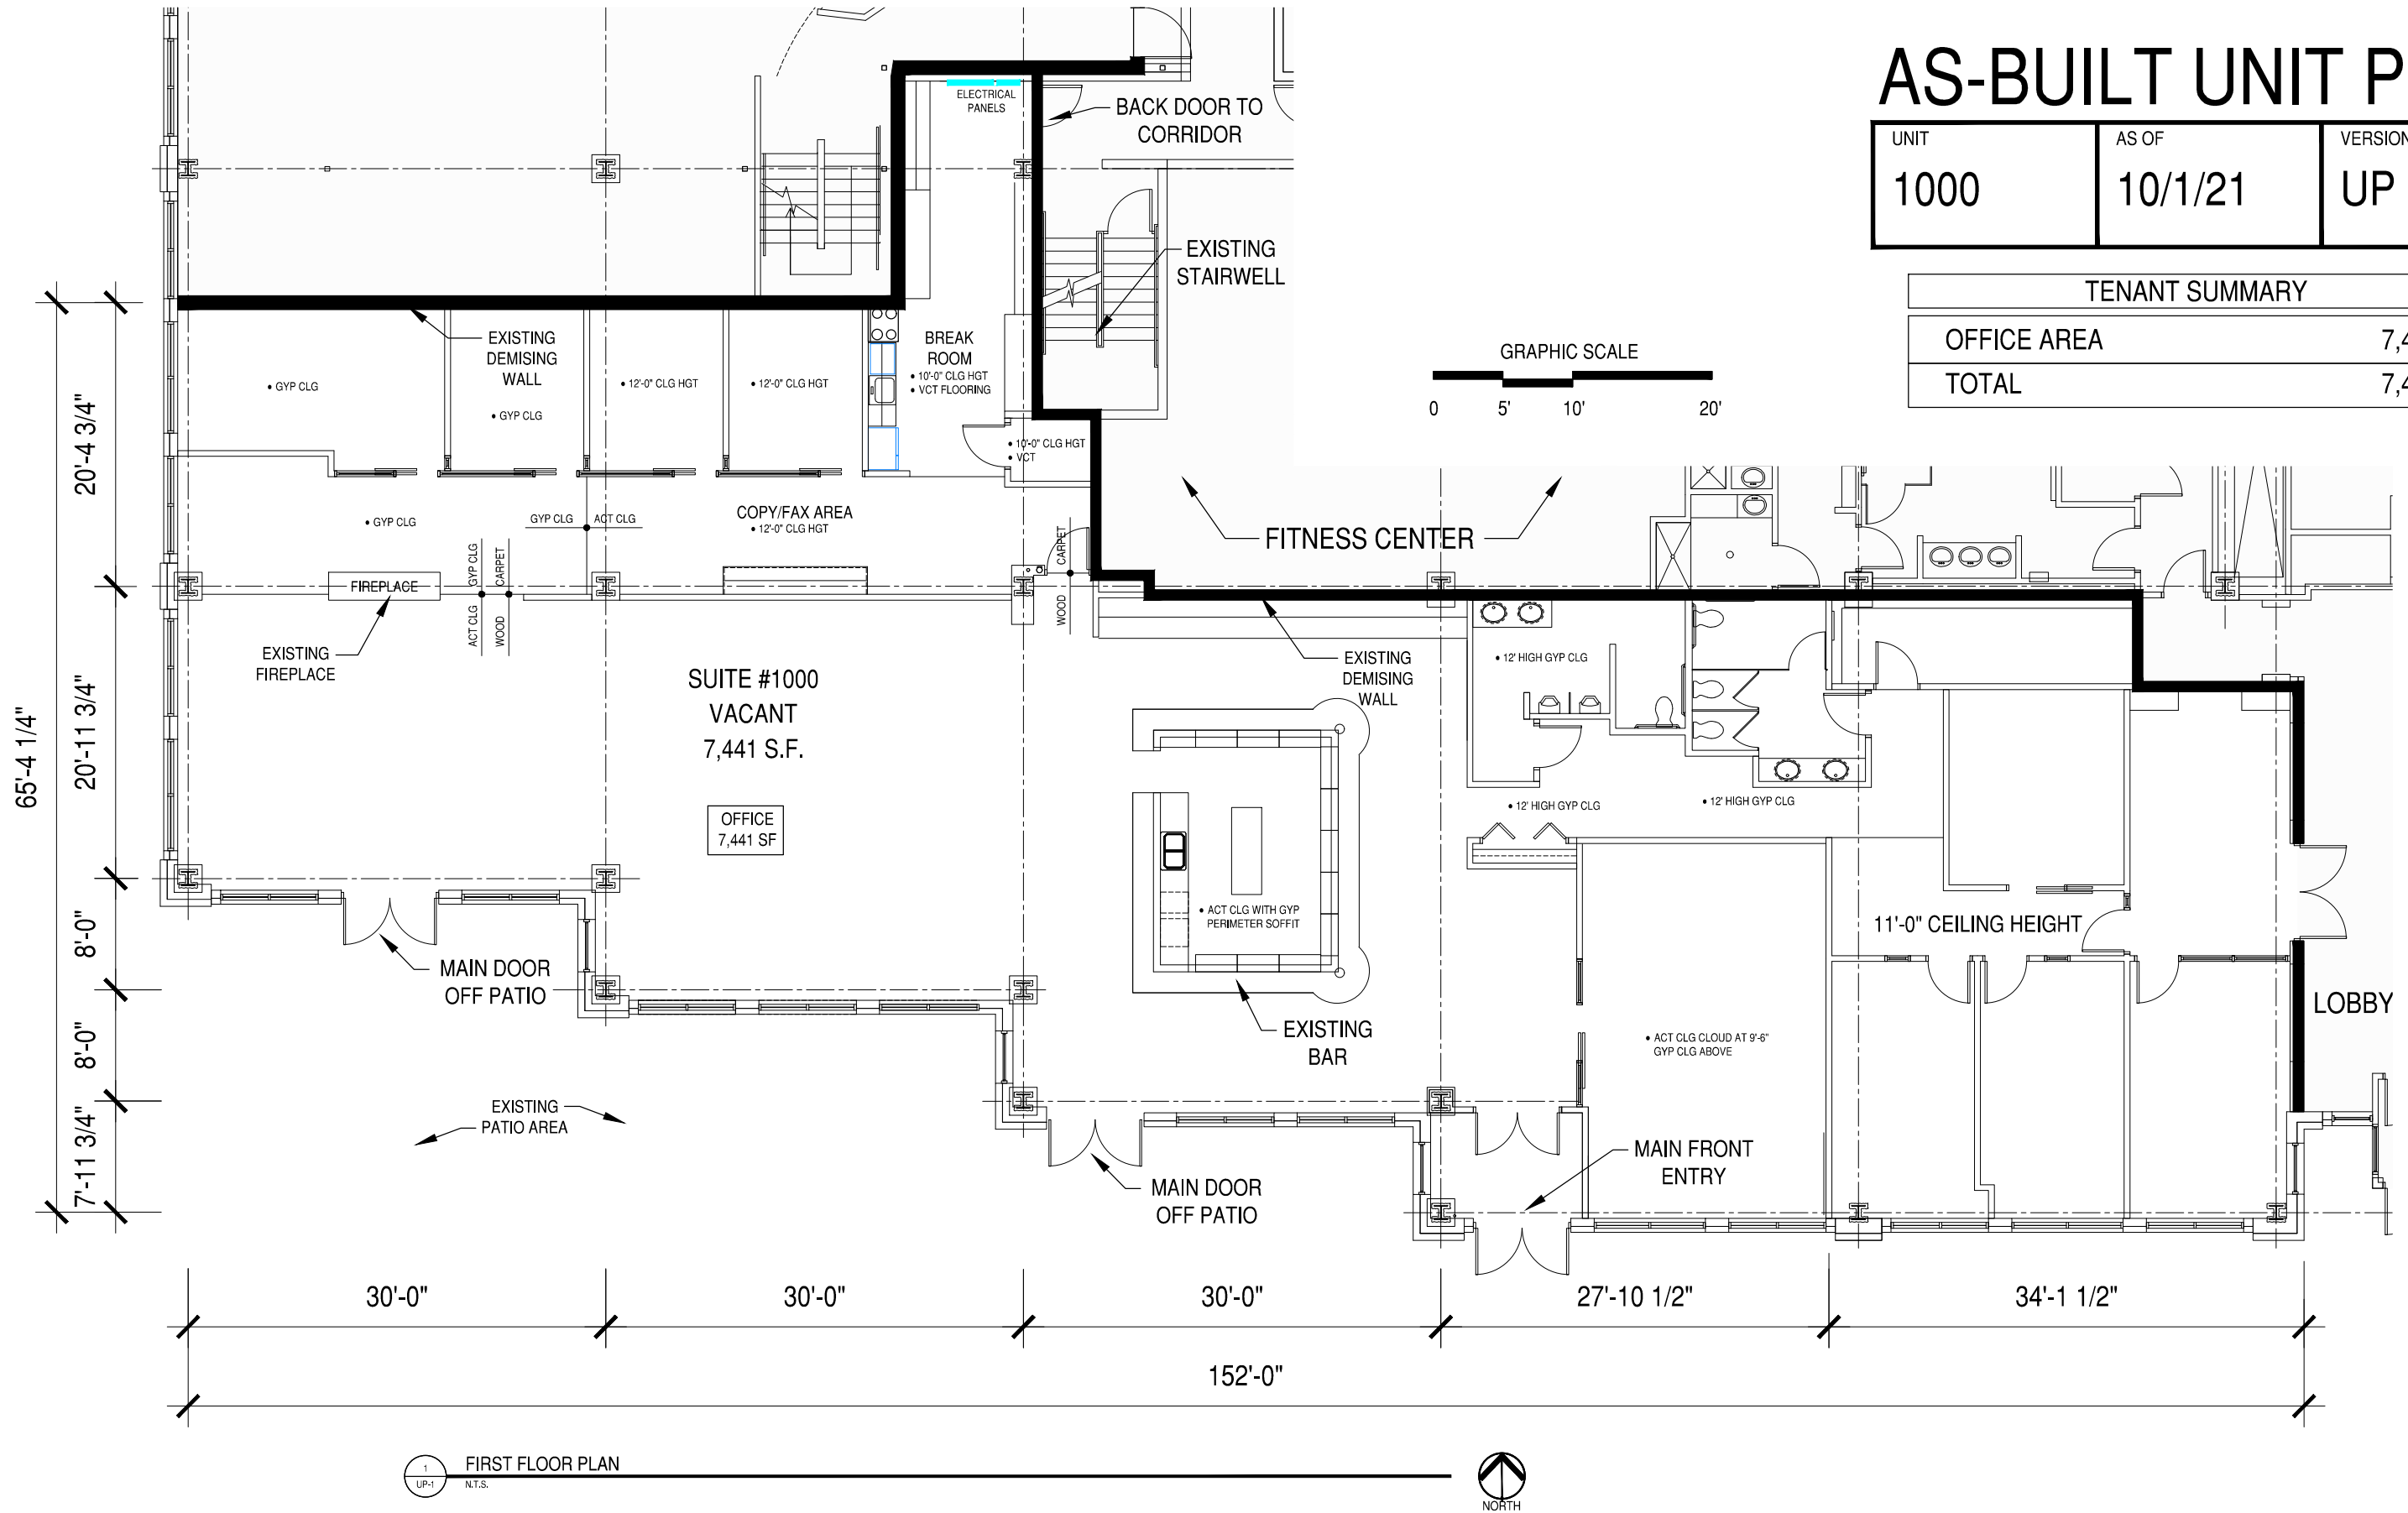 AS-BUILT UNIT P
UNIT
AS OF
VERSION
1000
10/1/21
UP
TENANT SUMMARY
OFFICE AREA 7,4
TOTAL 7,4
GRAPHIC SCALE
0 5' 10' 20'
ELECTRICAL
PANELS
BACK DOOR TO
CORRIDOR
EXISTING
STAIRWELL
EXISTING
DEMISING
WALL
• GYP CLG
• GYP CLG
• 12'-0" CLG HGT
• 12'-0" CLG HGT
BREAK
ROOM
• 10'-0" CLG HGT
• VCT FLOORING
• 10'-0" CLG HGT
• VCT
• GYP CLG
GYP CLG
ACT CLG
COPY/FAX AREA
• 12'-0" CLG HGT
FITNESS CENTER
GYP CLG
CARPET
ACT CLG
WOOD
CARPET
WOOD
FIREPLACE
EXISTING
FIREPLACE
SUITE #1000
VACANT
7,441 S.F.
OFFICE
7,441 SF
EXISTING
DEMISING
WALL
• 12' HIGH GYP CLG
• 12' HIGH GYP CLG
• 12' HIGH GYP CLG
• ACT CLG WITH GYP
PERIMETER SOFFIT
11'-0" CEILING HEIGHT
MAIN DOOR
OFF PATIO
LOBBY
EXISTING
BAR
• ACT CLG CLOUD AT 9'-6"
GYP CLG ABOVE
EXISTING
PATIO AREA
MAIN FRONT
ENTRY
MAIN DOOR
OFF PATIO
65'-4 1/4"
20'-4 3/4"
20'-11 3/4"
8'-0"
8'-0"
7'-11 3/4"
30'-0"
30'-0"
30'-0"
27'-10 1/2"
34'-1 1/2"
152'-0"
1
UP-1
FIRST FLOOR PLAN
N.T.S.
NORTH